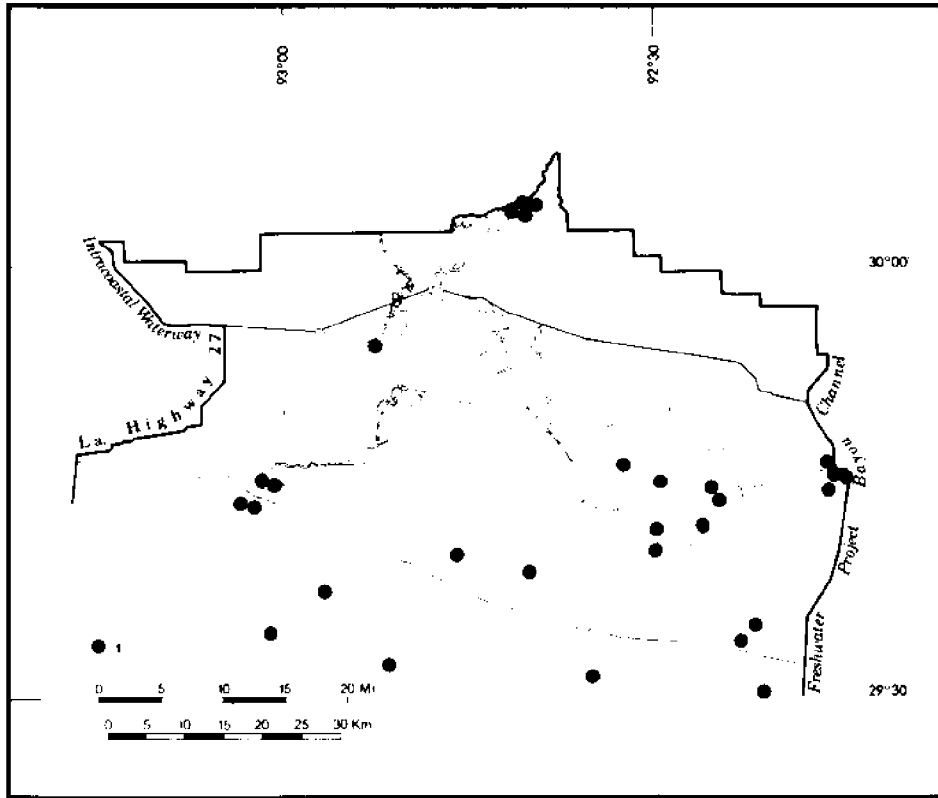 93°00'
92°30'
30°00'
Intracoastal Waterway
La. Highway 27
Channel
Bayou
Project
Freshwater
1
0 5 10 15 20 Mi
0 5 10 15 20 25 30 Km
29°30